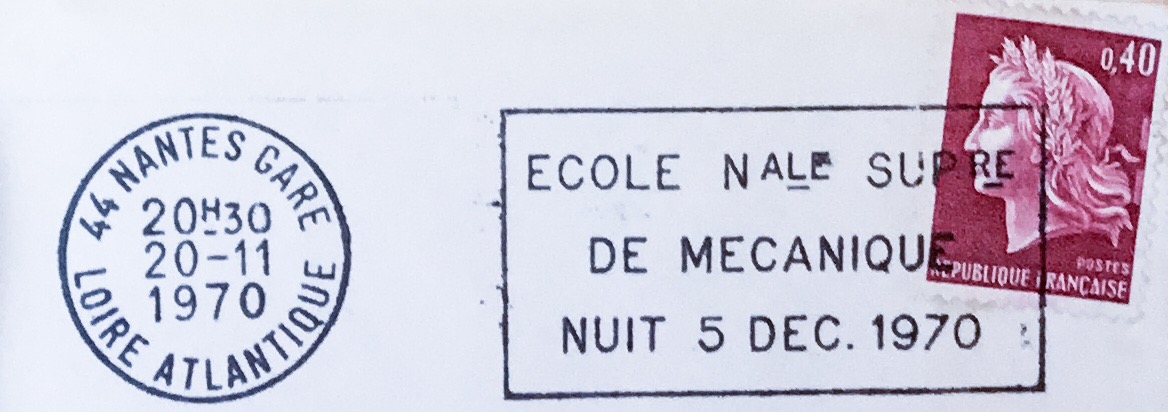 44 NANTES GARE
20H30
20-11
1970
LOIRE ATLANTIQUE
ECOLE NALE SUPRE
DE MECANIQUE
NUIT 5 DEC. 1970
0,40
POSTES
REPUBLIQUE FRANÇAISE